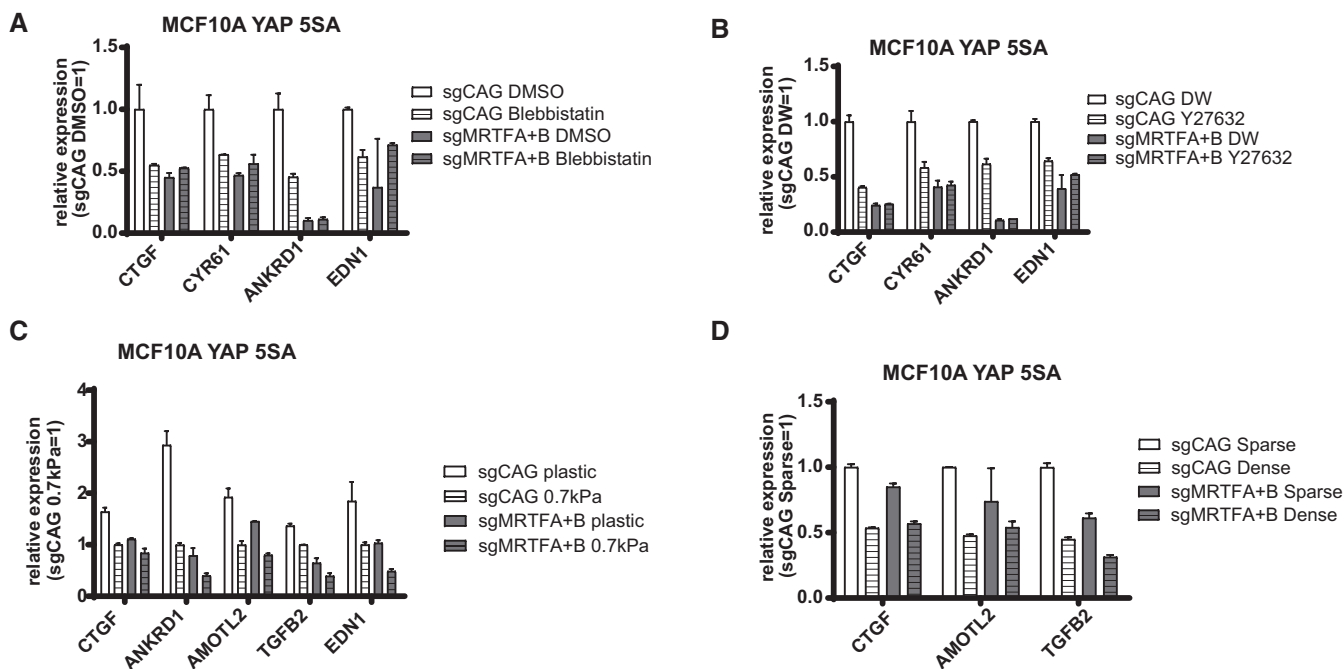 A
MCF10A YAP 5SA
relative expression
(sgCAG DMSO=1)
1.5
1.0
0.5
0.0
CTGF
CYR61
ANKRD1
EDN1
sgCAG DMSO
sgCAG Blebbistatin
sgMRTFA+B DMSO
sgMRTFA+B Blebbistatin
B
MCF10A YAP 5SA
relative expression
(sgCAG DW=1)
1.5
1.0
0.5
0.0
CTGF
CYR61
ANKRD1
EDN1
sgCAG DW
sgCAG Y27632
sgMRTFA+B DW
sgMRTFA+B Y27632
C
MCF10A YAP 5SA
relative expression
(sgCAG 0.7kPa=1)
4
3
2
1
0
CTGF
ANKRD1
AMOTL2
TGFB2
EDN1
sgCAG plastic
sgCAG 0.7kPa
sgMRTFA+B plastic
sgMRTFA+B 0.7kPa
D
MCF10A YAP 5SA
relative expression
(sgCAG Sparse=1)
1.5
1.0
0.5
0.0
CTGF
AMOTL2
TGFB2
sgCAG Sparse
sgCAG Dense
sgMRTFA+B Sparse
sgMRTFA+B Dense